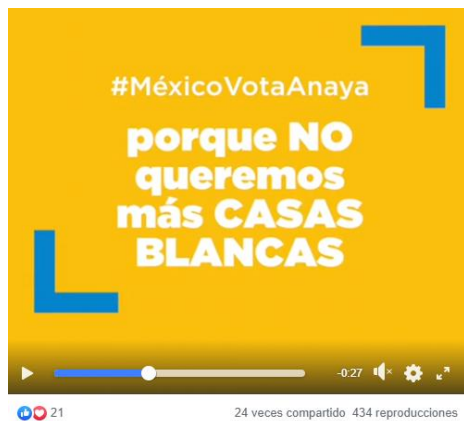 #MéxicoVotaAnaya
porque NO
queremos
más CASAS
BLANCAS
-0:27
21
24 veces compartido 434 reproducciones